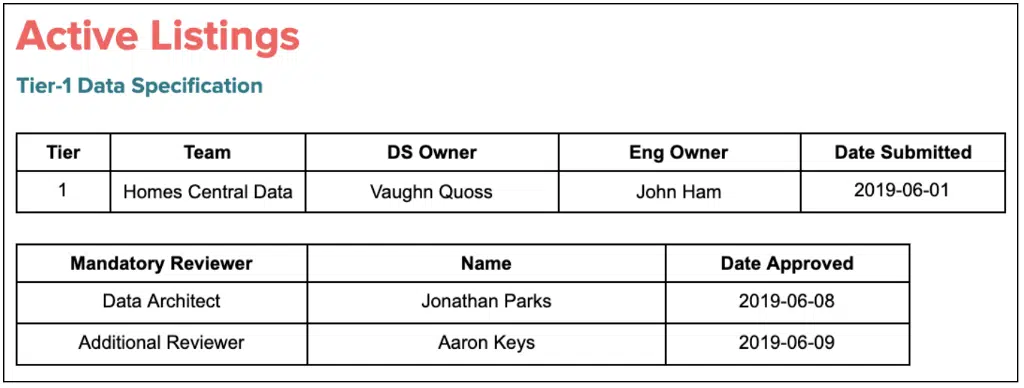 Active Listings
Tier-1 Data Specification
Tier Team DS Owner Eng Owner Date Submitted
1 Homes Central Data Vaughn Quoss John Ham 2019-06-01
Mandatory Reviewer Name Date Approved
Data Architect Jonathan Parks 2019-06-08
Additional Reviewer Aaron Keys 2019-06-09